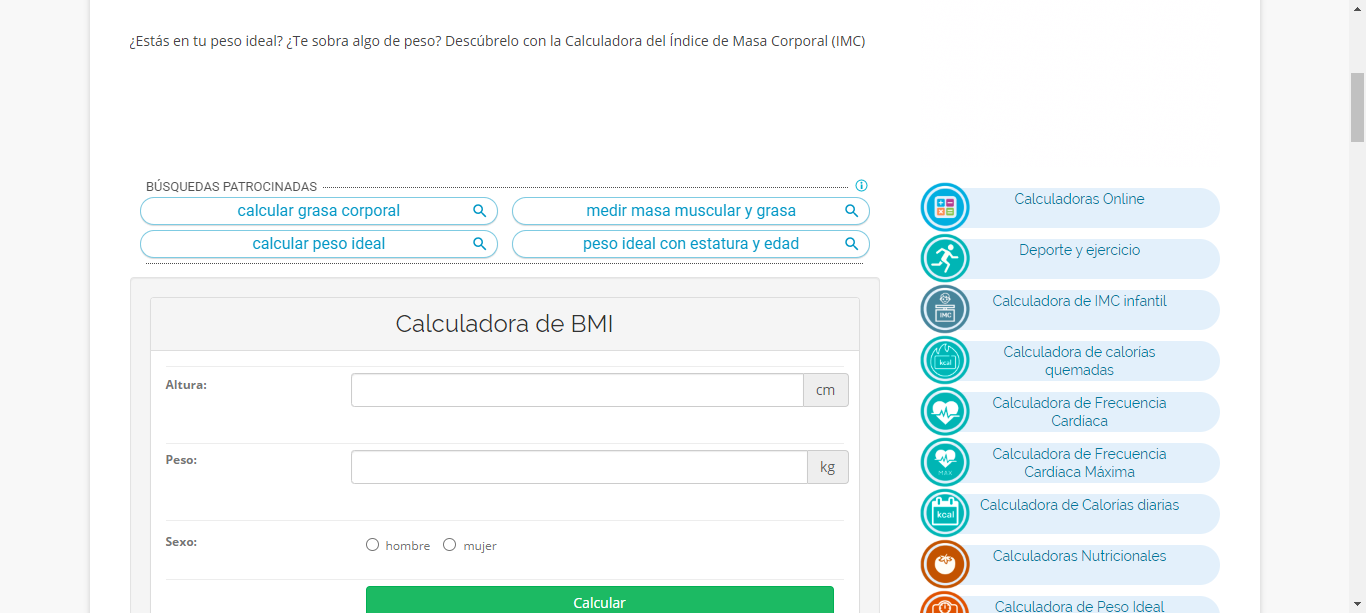 ¿Estás en tu peso ideal? ¿Te sobra algo de peso? Descúbrelo con la Calculadora del Índice de Masa Corporal (IMC)
BÚSQUEDAS PATROCINADAS
calcular grasa corporal
medir masa muscular y grasa
calcular peso ideal
peso ideal con estatura y edad
Calculadora de BMI
Altura:
cm
Peso:
kg
Sexo:
hombre
mujer
Calcular
Calculadoras Online
Deporte y ejercicio
IMC
Calculadora de IMC infantil
kcal
Calculadora de calorías
quemadas
Calculadora de Frecuencia
Cardíaca
MAX
Calculadora de Frecuencia
Cardiaca Máxima
kcal
Calculadora de Calorías diarias
Calculadoras Nutricionales
Calculadora de Peso Ideal